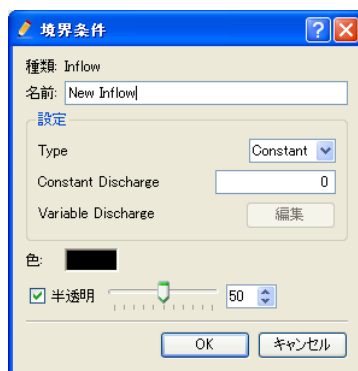 境界条件
種類: Inflow
名前: New Inflow
設定
Type Constant
Constant Discharge 0
Variable Discharge 編集
色:
半透明 50
OK キャンセル